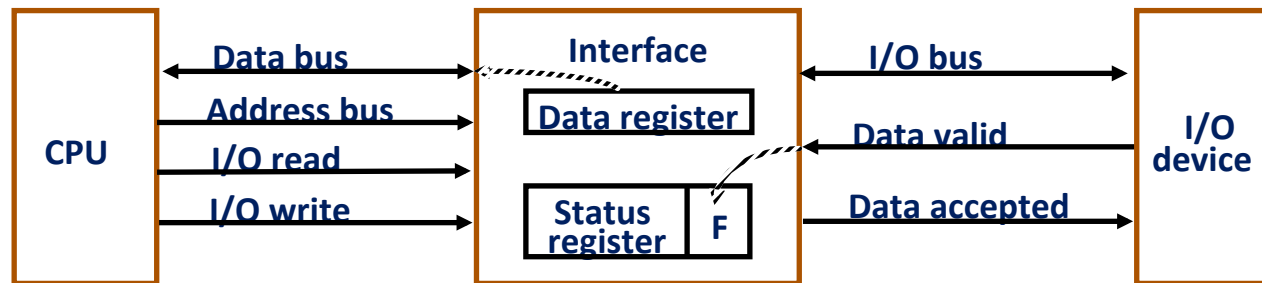 CPU
Data bus
Address bus
I/O read
I/O write
Interface
Data register
Status
register
F
I/O bus
Data valid
Data accepted
I/O
device